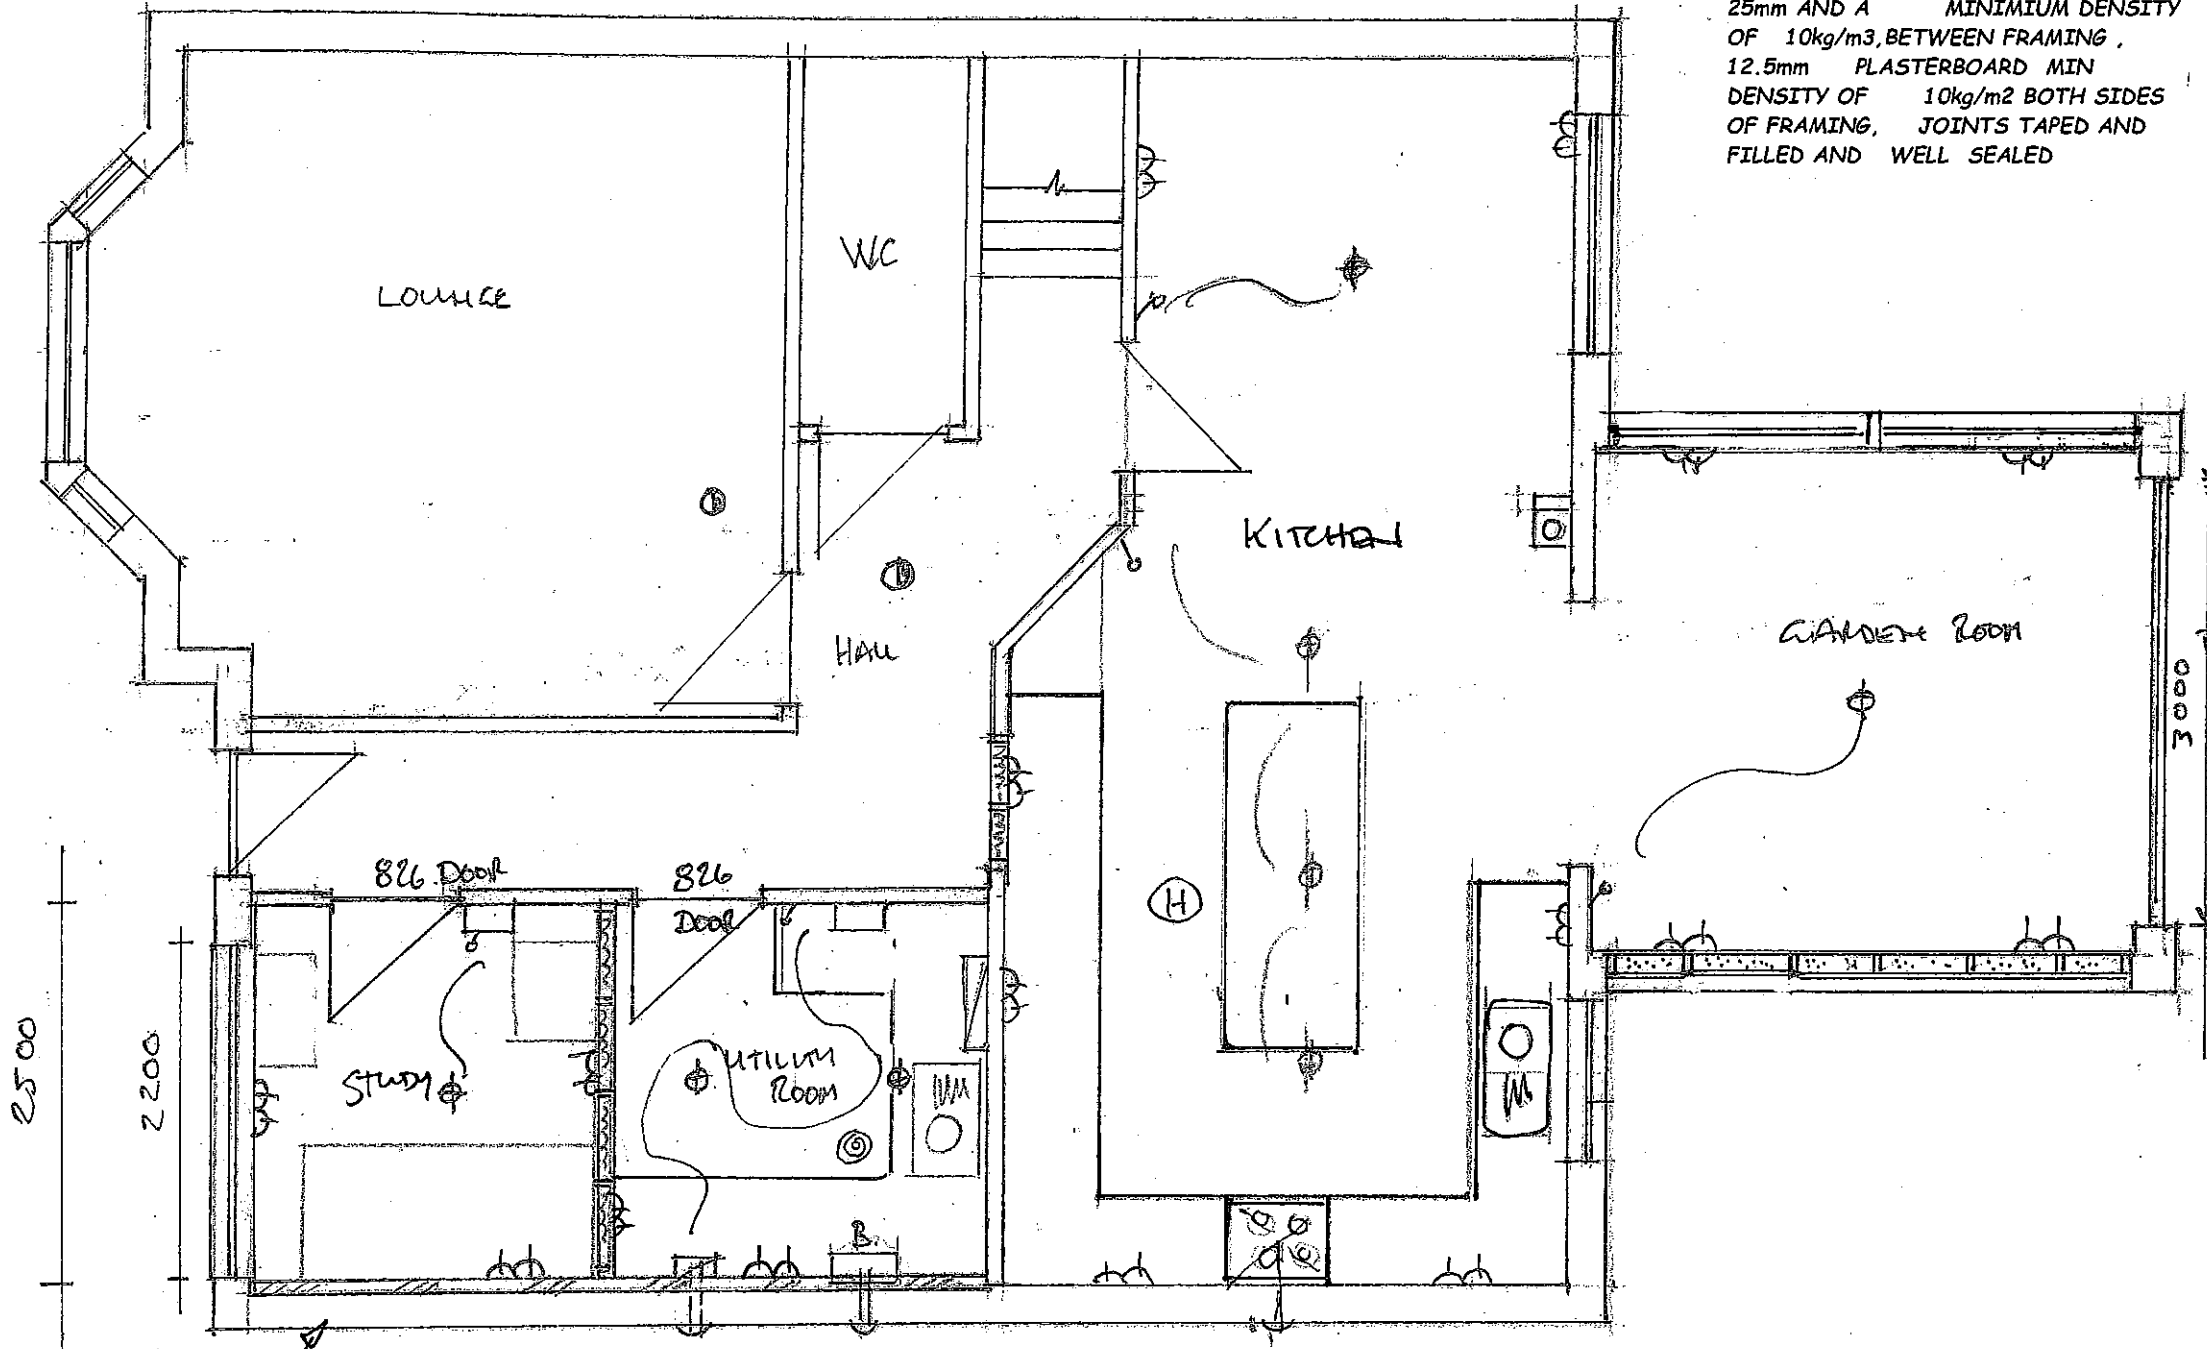 25mm AND A MINIMIUM DENSITY
OF 10kg/m3, BETWEEN FRAMING ,
12.5mm PLASTERBOARD MIN
DENSITY OF 10kg/m2 BOTH SIDES
OF FRAMING, JOINTS TAPED AND
FILLED AND WELL SEALED
WC
LOUNGE
KITCHEN
GARDEN ROOM
HALL
3000
826 DOOR
826
DOOR
H
2500
2200
STUDY
UTILITY
ROOM
B.